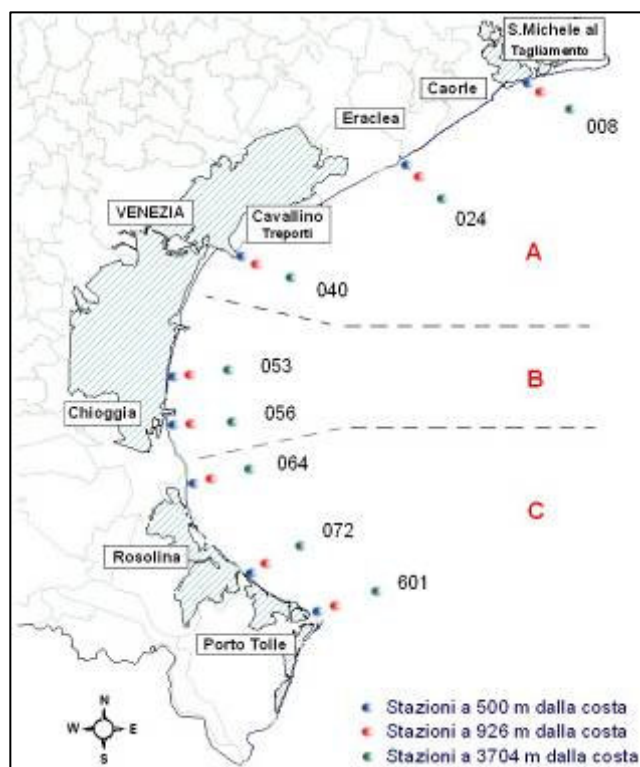 S.Michele al
Tagliamento
Caorle
008
Eraclea
024
VENEZIA
Cavallino
Treporti
A
040
053
B
Chioggia
056
064
C
072
Rosolina
601
Porto Tolle
N
W E
S
Stazioni a 500 m dalla costa
Stazioni a 926 m dalla costa
Stazioni a 3704 m dalla costa